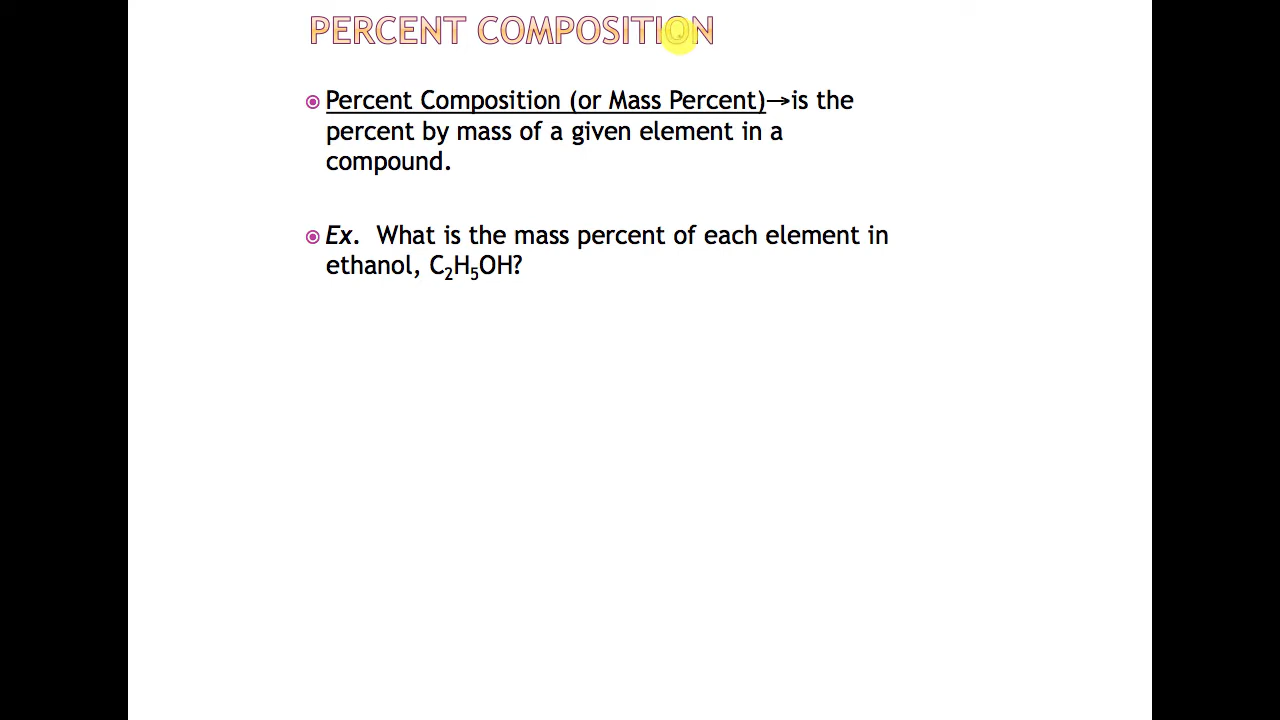 PERCENT COMPOSITION
Percent Composition (or Mass Percent)→is the
percent by mass of a given element in a
compound.
Ex. What is the mass percent of each element in
ethanol, C₂H₅OH?